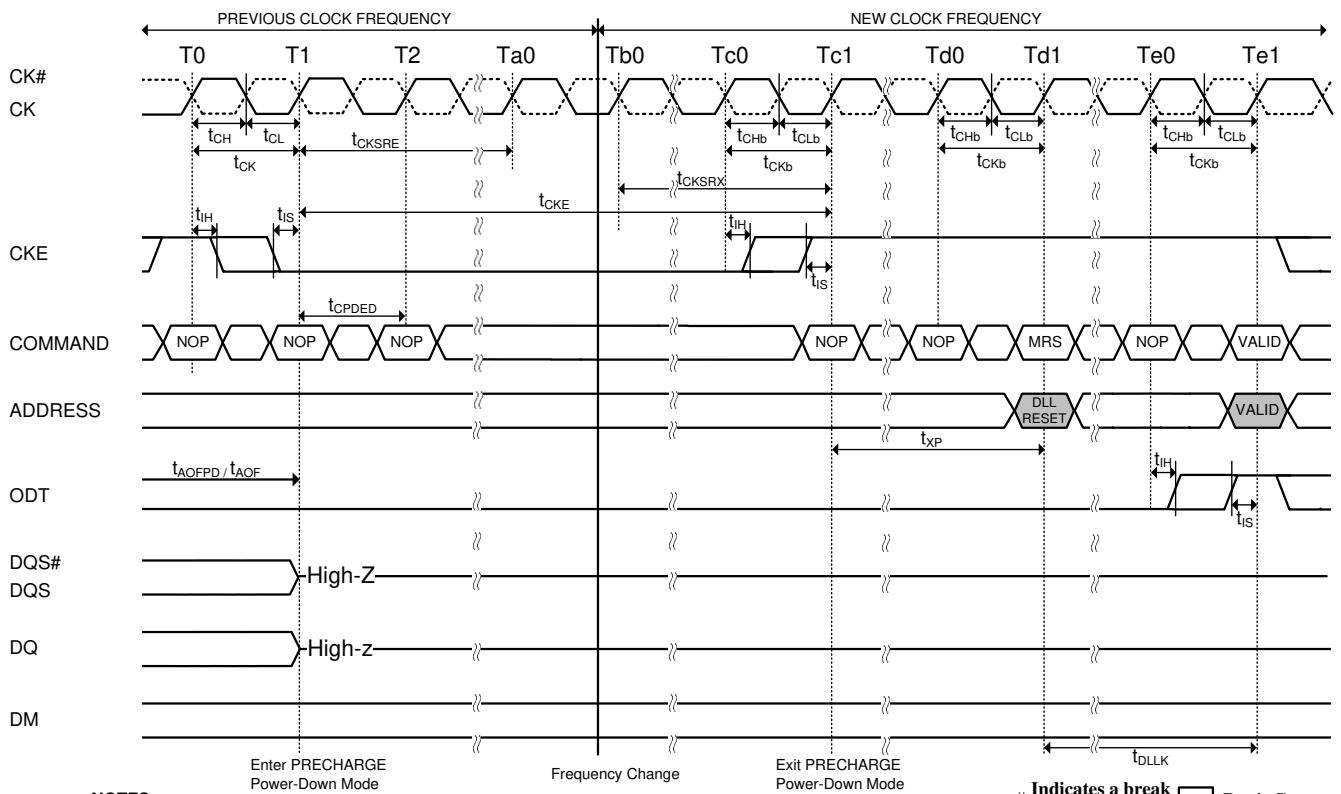 PREVIOUS CLOCK FREQUENCY NEW CLOCK FREQUENCY
T0 T1 T2 Ta0 Tb0 Tc0 Tc1 Td0 Td1 Te0 Te1
CK#
CK
tCH tCL tCKSRE tCHb tCLb tCHb tCLb tCHb tCLb
tCK tCKb tCKb tCKb
tCKSRX
tCKE
tIH tIS tIH
CKE
tIS
tCPDED
COMMAND NOP NOP NOP NOP NOP MRS NOP VALID
ADDRESS DLL RESET VALID
tXP
tAOFPD / tAOF tIH
ODT
tIS
DQS#
High-Z
DQS
DQ High-z
DM
tDLLK
Enter PRECHARGE Power-Down Mode
Frequency Change
Exit PRECHARGE Power-Down Mode
Indicates a break